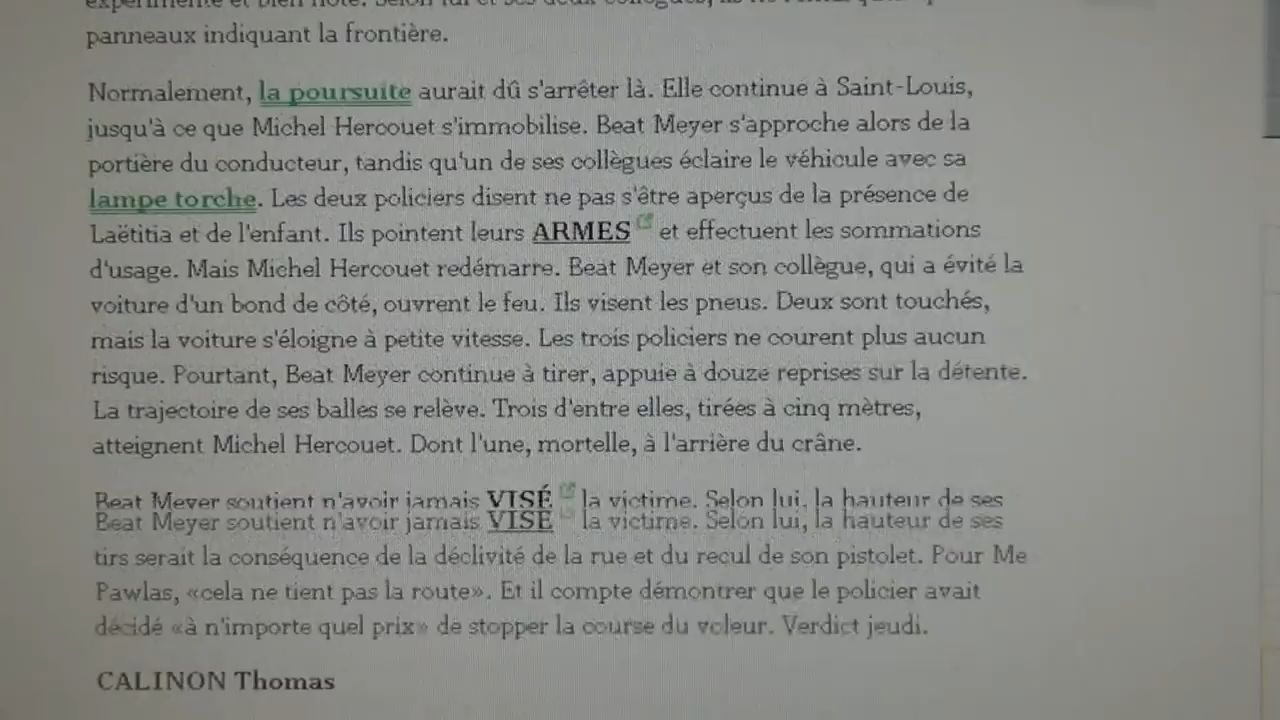 panneaux indiquant la frontière.
Normalement, la poursuite aurait dû s'arrêter là. Elle continue à Saint-Louis,
jusqu'à ce que Michel Hercouet s'immobilise. Beat Meyer s'approche alors de la
portière du conducteur, tandis qu'un de ses collègues éclaire le véhicule avec sa
lampe torche. Les deux policiers disent ne pas s'être aperçus de la présence de
Laëtitia et de l'enfant. Ils pointent leurs ARMES et effectuent les sommations
d'usage. Mais Michel Hercouet redémarre. Beat Meyer et son collègue, qui a évité la
voiture d'un bond de côté, ouvrent le feu. Ils visent les pneus. Deux sont touchés,
mais la voiture s'éloigne à petite vitesse. Les trois policiers ne courent plus aucun
risque. Pourtant, Beat Meyer continue à tirer, appuie à douze reprises sur la détente.
La trajectoire de ses balles se relève. Trois d'entre elles, tirées à cinq mètres,
atteignent Michel Hercouet. Dont l'une, mortelle, à l'arrière du crâne.
Beat Meyer soutient n'avoir jamais VISÉ la victime. Selon lui, la hauteur de ses
Beat Meyer soutient n'avoir jamais VISÉ la victime. Selon lui, la hauteur de ses
tirs serait la conséquence de la déclivité de la rue et du recul de son pistolet. Pour Me
Pawlas, «cela ne tient pas la route». Et il compte démontrer que le policier avait
décidé «à n'importe quel prix» de stopper la course du voleur. Verdict jeudi.
CALINON Thomas